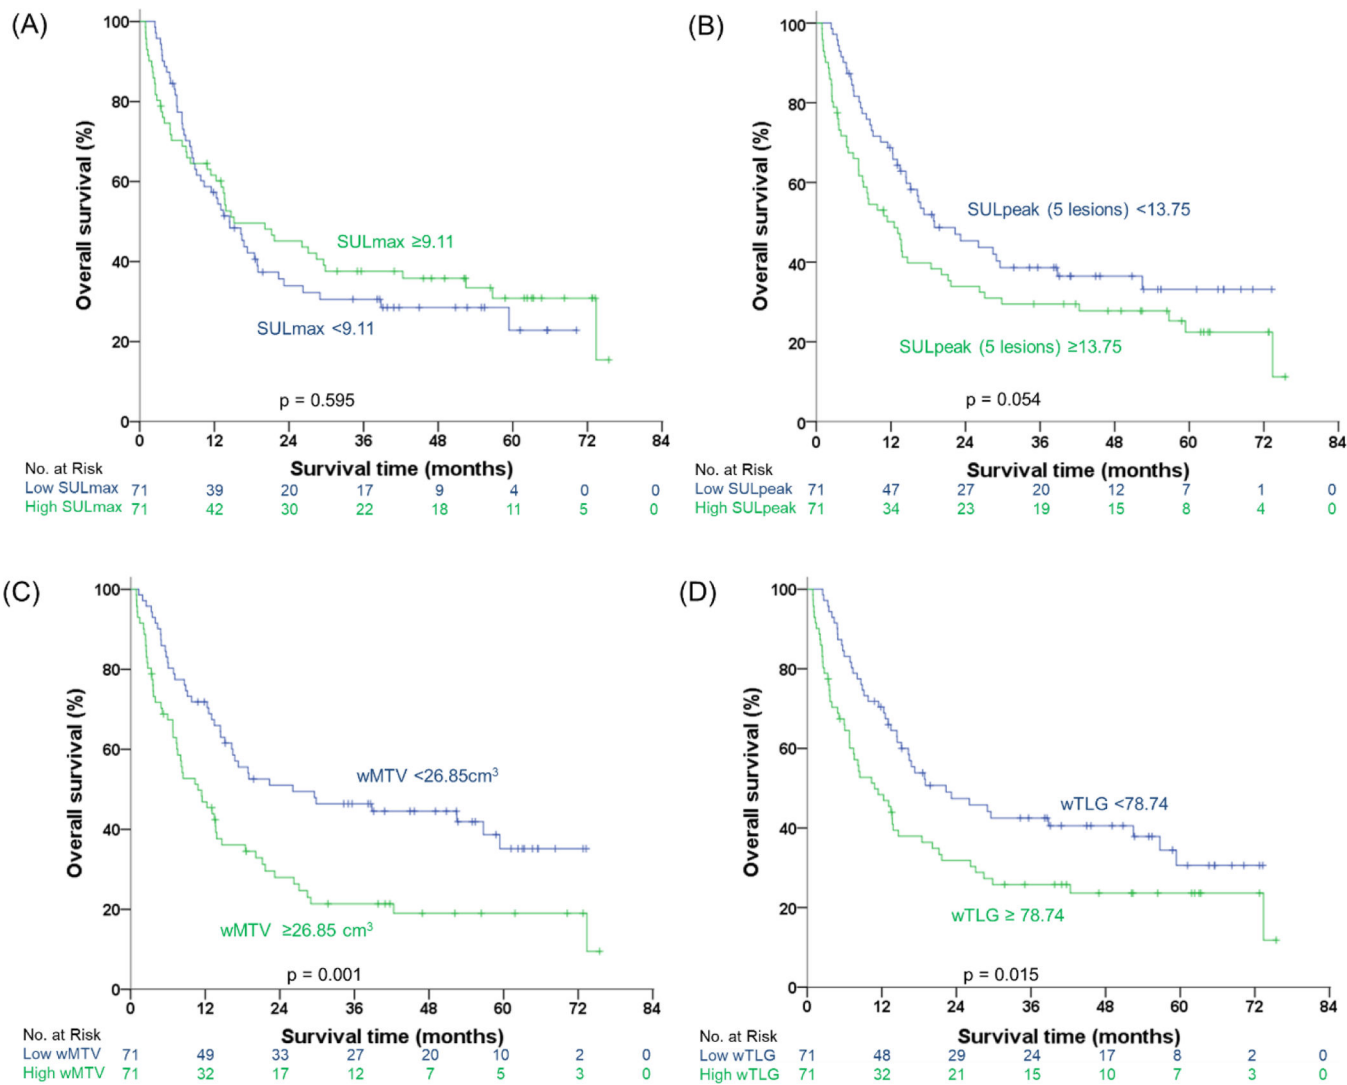 (A)
100
80
60
40
20
0
Overall survival (%)
SULmax ≥9.11
SULmax <9.11
p = 0.595
0 12 24 36 48 60 72 84
Survival time (months)
No. at Risk
Low SULmax 71 39 20 17 9 4 0 0
High SULmax 71 42 30 22 18 11 5 0
(B)
100
80
60
40
20
0
Overall survival (%)
SULpeak (5 lesions) <13.75
SULpeak (5 lesions) ≥13.75
p = 0.054
0 12 24 36 48 60 72 84
Survival time (months)
No. at Risk
Low SULpeak 71 47 27 20 12 7 1 0
High SULpeak 71 34 23 19 15 8 4 0
(C)
100
80
60
40
20
0
Overall survival (%)
wMTV <26.85cm³
wMTV ≥26.85 cm³
p = 0.001
0 12 24 36 48 60 72 84
Survival time (months)
No. at Risk
Low wMTV 71 49 33 27 20 10 2 0
High wMTV 71 32 17 12 7 5 3 0
(D)
100
80
60
40
20
0
Overall survival (%)
wTLG <78.74
wTLG ≥ 78.74
p = 0.015
0 12 24 36 48 60 72 84
Survival time (months)
No. at Risk
Low wTLG 71 48 29 24 17 8 2 0
High wTLG 71 32 21 15 10 7 3 0